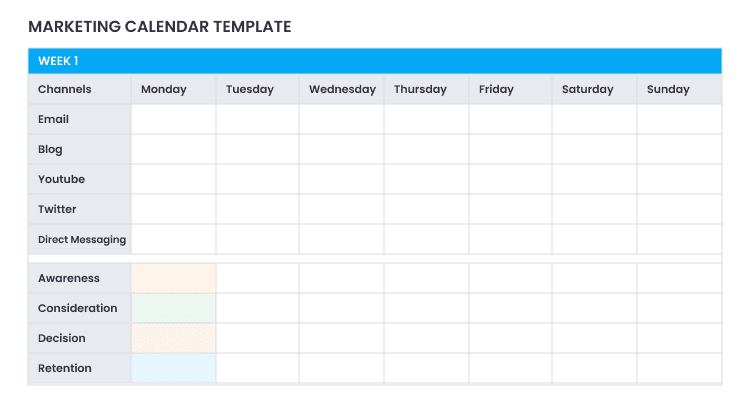 MARKETING CALENDAR TEMPLATE
WEEK 1
Channels Monday Tuesday Wednesday Thursday Friday Saturday Sunday
Email
Blog
Youtube
Twitter
Direct Messaging
Awareness
Consideration
Decision
Retention